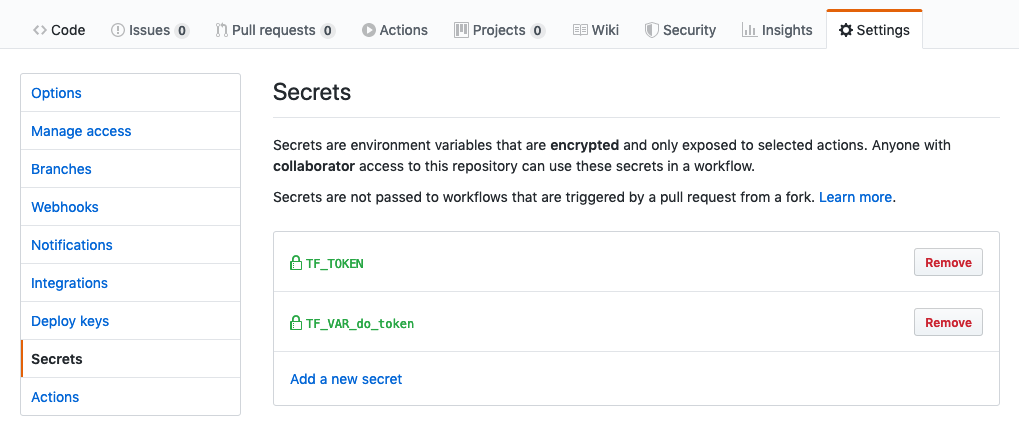 Code Issues 0 Pull requests 0 Actions Projects 0 Wiki Security Insights Settings
Options
Manage access
Branches
Webhooks
Notifications
Integrations
Deploy keys
Secrets
Actions
Secrets
Secrets are environment variables that are encrypted and only exposed to selected actions. Anyone with
collaborator access to this repository can use these secrets in a workflow.
Secrets are not passed to workflows that are triggered by a pull request from a fork. Learn more.
TF_TOKEN Remove
TF_VAR_do_token Remove
Add a new secret